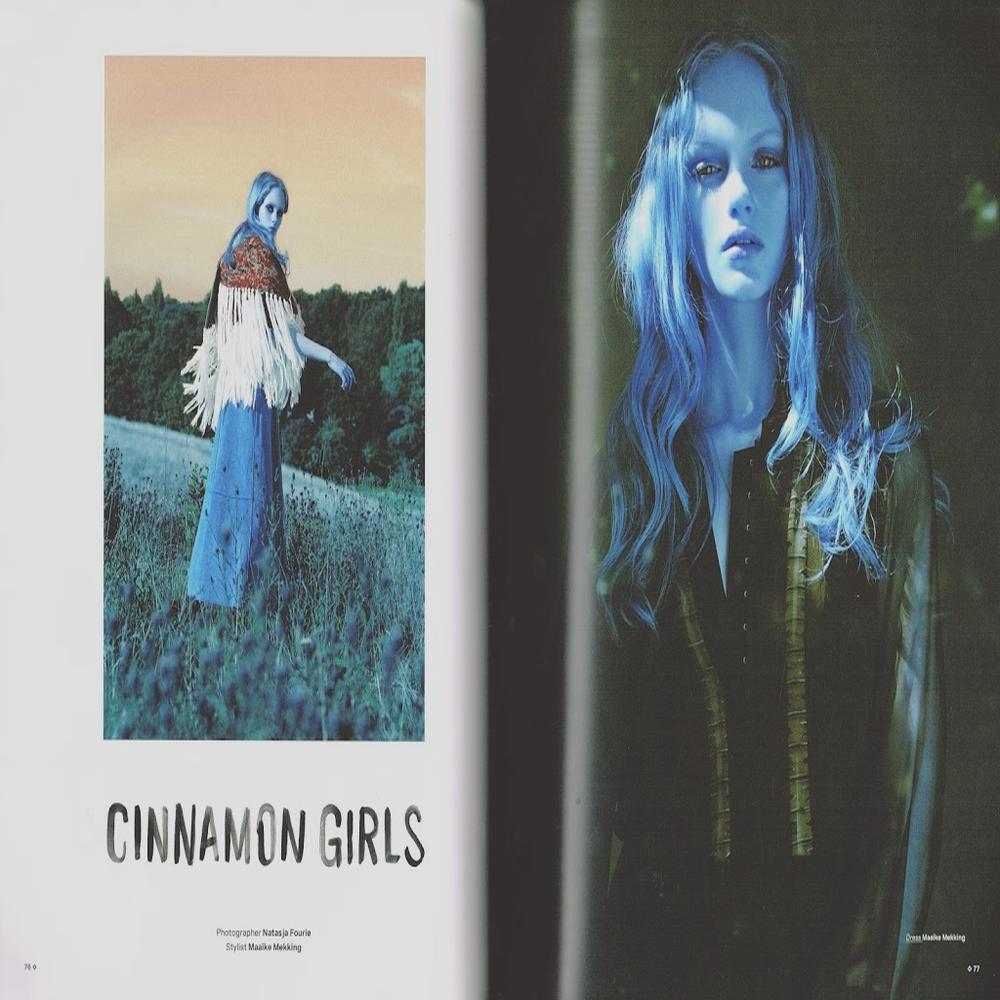 CINNAMON GIRLS
Photographer Natasja Fourie
Stylist Maaike Mekking
76 ◊
Dress Maaike Mekking
◊ 77